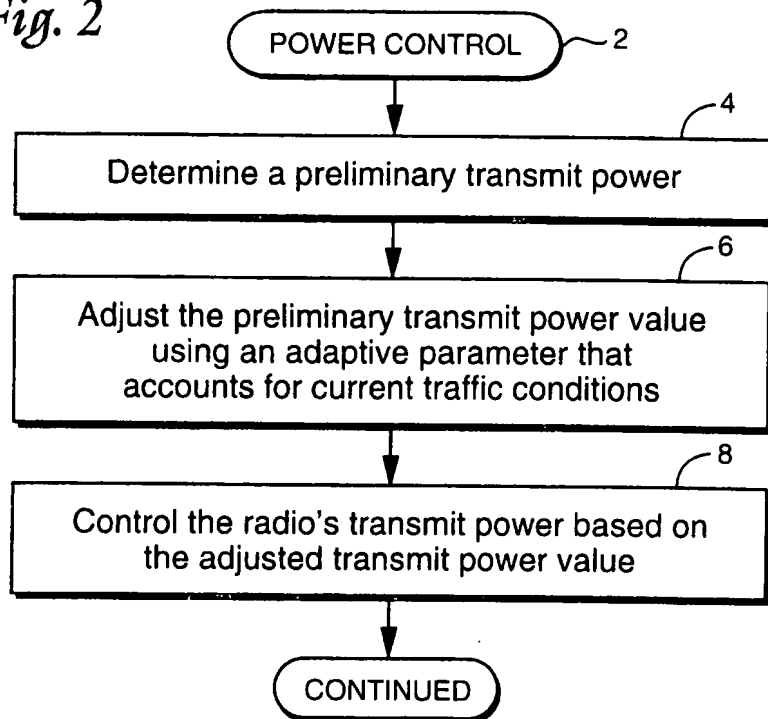 Fig. 2
POWER CONTROL
2
4
Determine a preliminary transmit power
6
Adjust the preliminary transmit power value
using an adaptive parameter that
accounts for current traffic conditions
8
Control the radio's transmit power based on
the adjusted transmit power value
CONTINUED